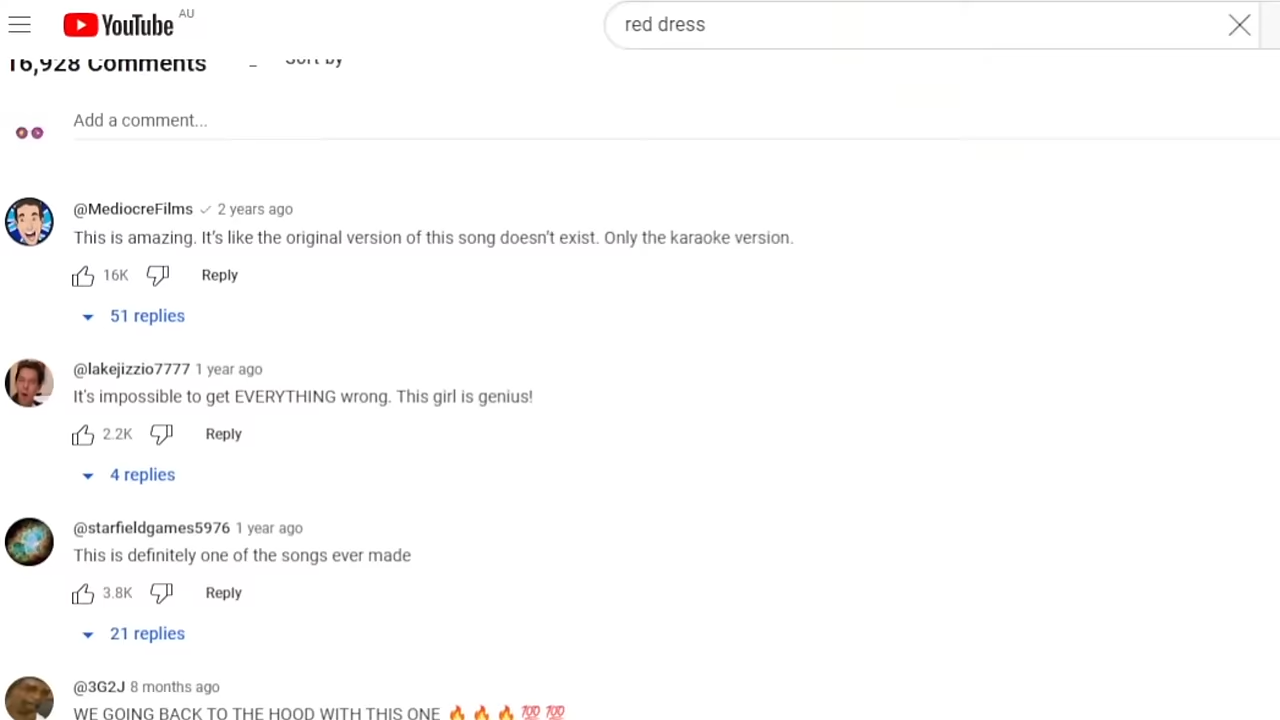 YouTube AU
red dress
16,928 Comments
Sort by
Add a comment...
@MediocreFilms 2 years ago
This is amazing. It's like the original version of this song doesn't exist. Only the karaoke version.
16K Reply
51 replies
@lakejizzio7777 1 year ago
It's impossible to get EVERYTHING wrong. This girl is genius!
2.2K Reply
4 replies
@starfieldgames5976 1 year ago
This is definitely one of the songs ever made
3.8K Reply
21 replies
@3G2J 8 months ago
WE GOING BACK TO THE HOOD WITH THIS ONE 🔥 🔥 🔥 💯 💯